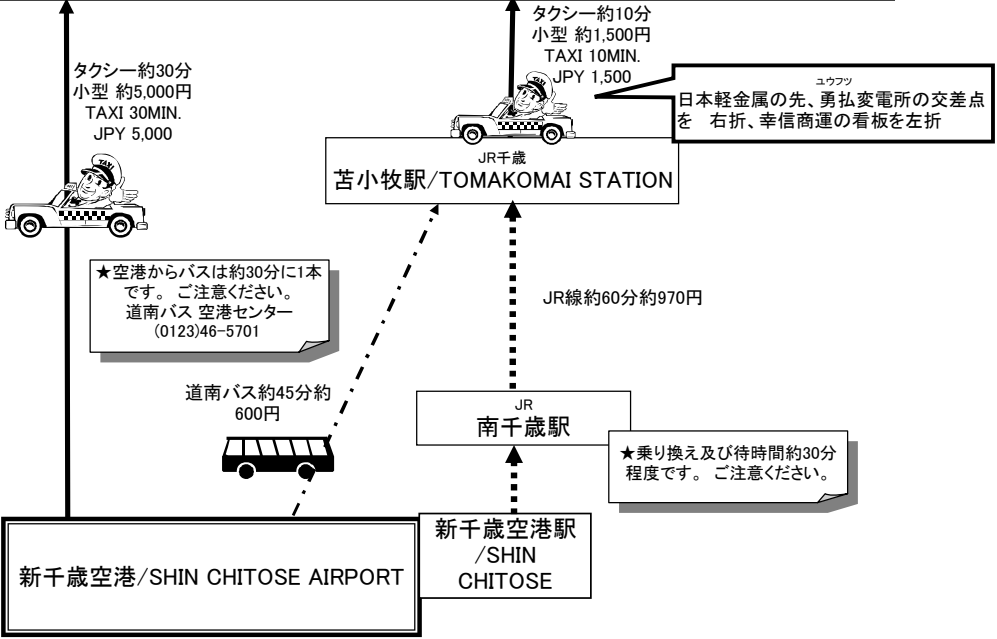 タクシー約10分
小型 約1,500円
TAXI 10MIN.
JPY 1,500
タクシー約30分
小型 約5,000円
TAXI 30MIN.
JPY 5,000
TAXI
TAXI
ユウフツ
日本軽金属の先、勇払変電所の交差点
を　右折、幸信商運の看板を左折
JR千歳
苫小牧駅/TOMAKOMAI STATION
★空港からバスは約30分に1本
です。 ご注意ください。
道南バス 空港センター
(0123)46-5701
JR線約60分約970円
道南バス約45分約
600円
JR
南千歳駅
★乗り換え及び待時間約30分
程度です。 ご注意ください。
新千歳空港駅
/SHIN
CHITOSE
新千歳空港/SHIN CHITOSE AIRPORT